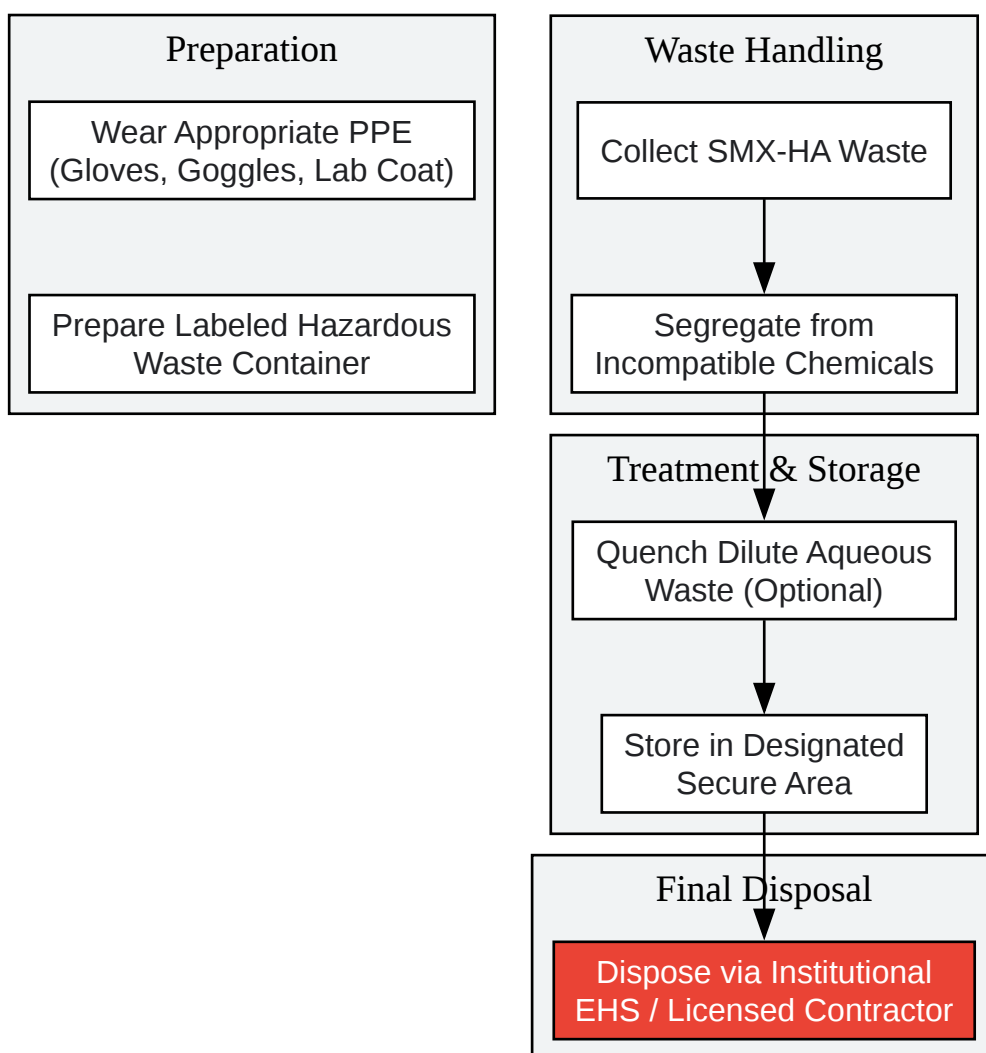 Preparation
Wear Appropriate PPE
(Gloves, Goggles, Lab Coat)
Prepare Labeled Hazardous
Waste Container
Waste Handling
Collect SMX-HA Waste
Segregate from
Incompatible Chemicals
Treatment & Storage
Quench Dilute Aqueous
Waste (Optional)
Store in Designated
Secure Area
Final Disposal
Dispose via Institutional
EHS / Licensed Contractor